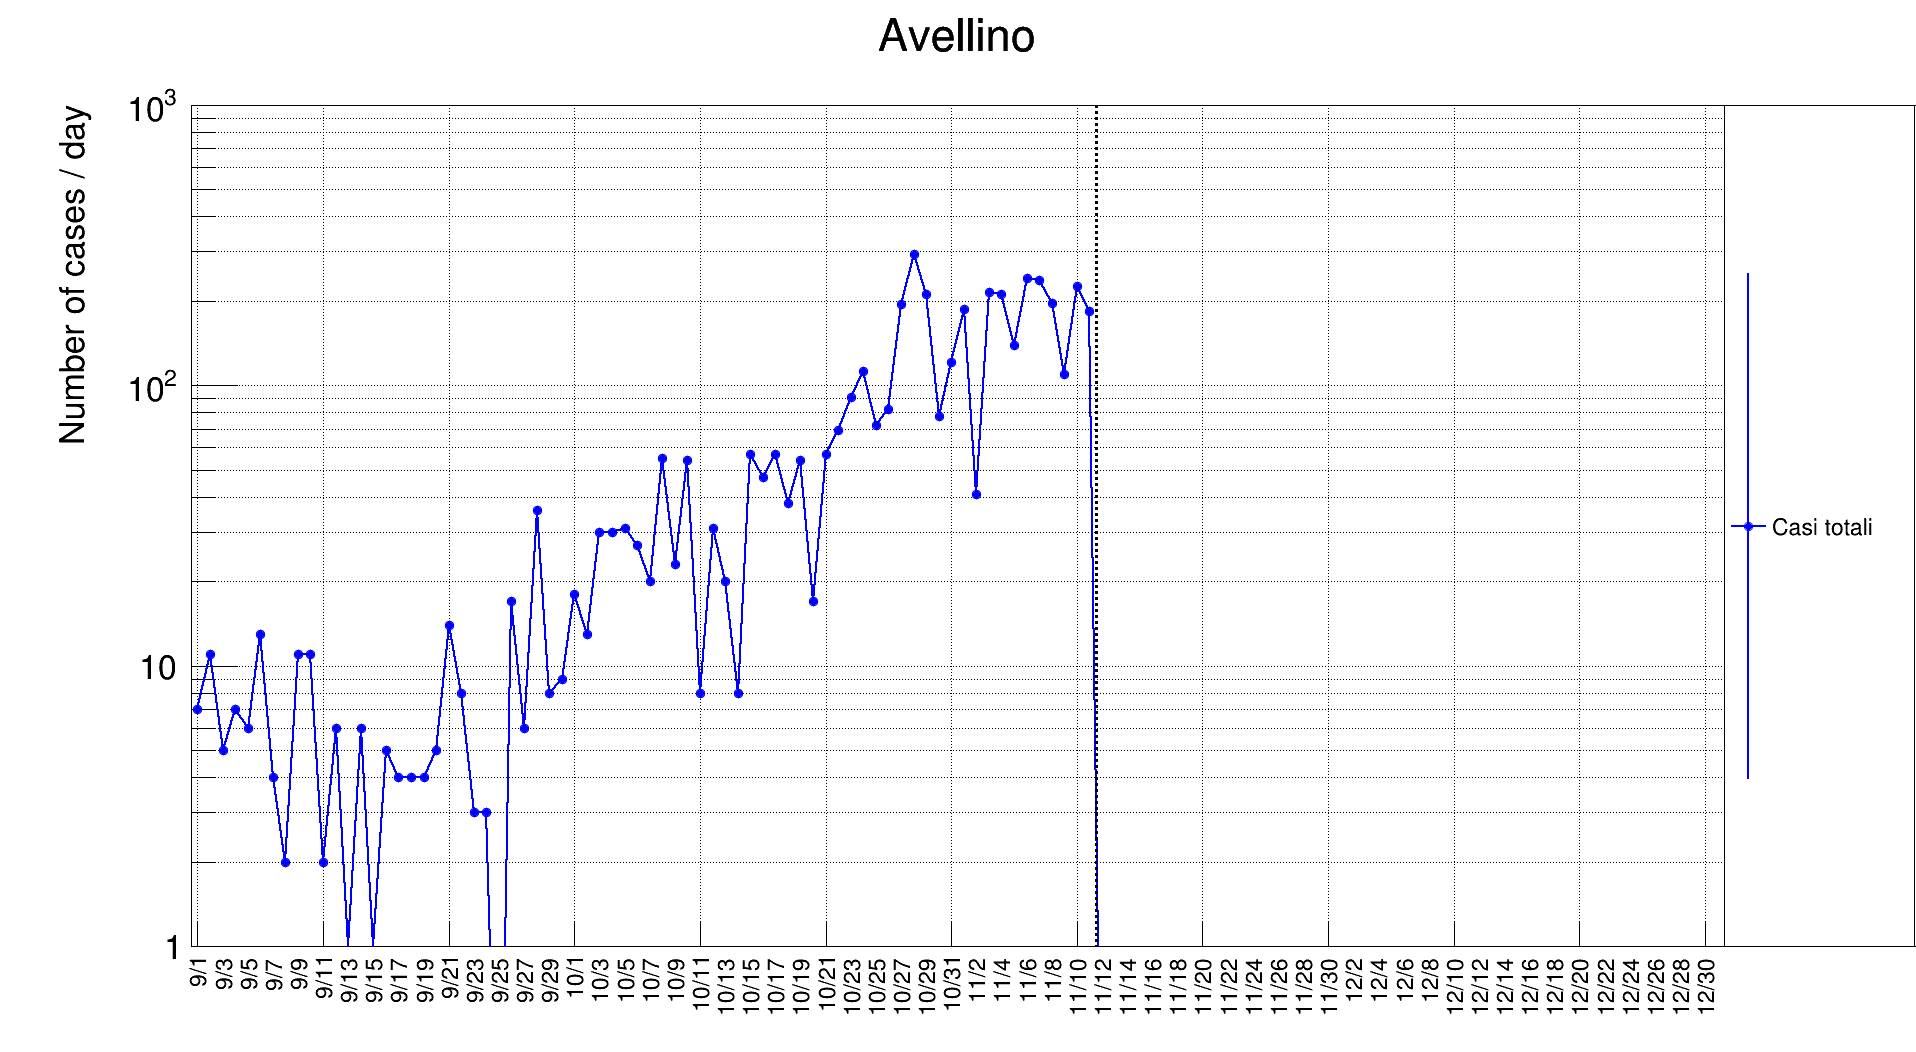 Avellino
Number of cases / day
10³
10²
10
1
9/1 9/3 9/5 9/7 9/9 9/11 9/13 9/15 9/17 9/19 9/21 9/23 9/25 9/27 9/29 10/1 10/3 10/5 10/7 10/9 10/11 10/13 10/15 10/17 10/19 10/21 10/23 10/25 10/27 10/29 10/31 11/2 11/4 11/6 11/8 11/10 11/12 11/14 11/16 11/18 11/20 11/22 11/24 11/26 11/28 11/30 12/2 12/4 12/6 12/8 12/10 12/12 12/14 12/16 12/18 12/20 12/22 12/24 12/26 12/28 12/30
Casi totali